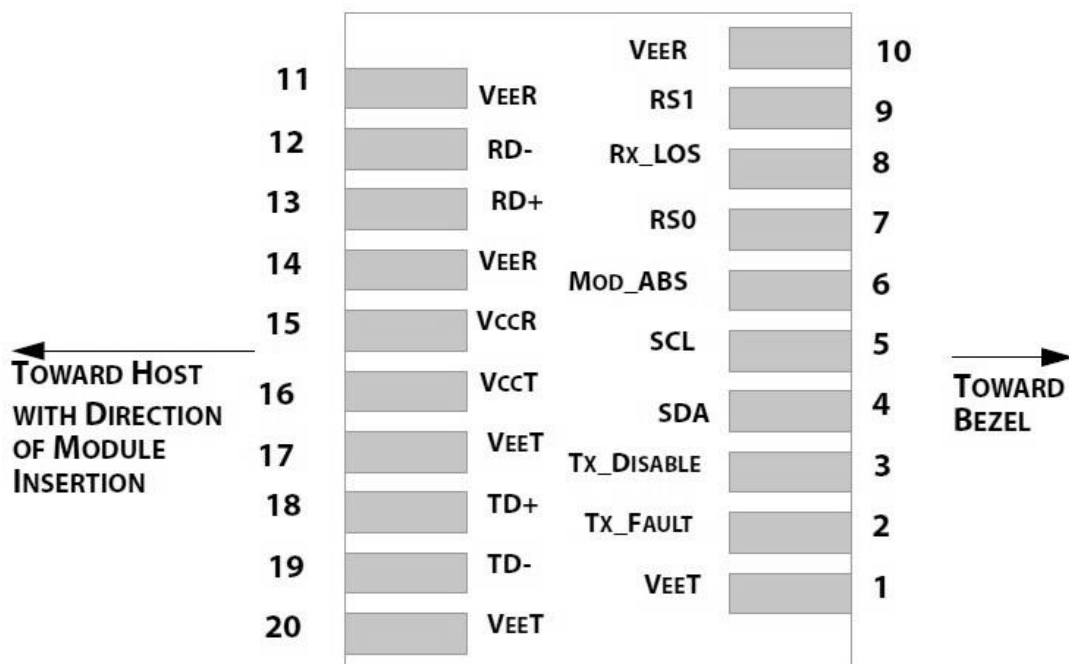 VEER 10
11 VEER
RS1 9
12 RD-
RX_LOS 8
13 RD+
RS0 7
14 VEER
MOD_ABS 6
15 VCCR
SCL 5
TOWARD HOST
WITH DIRECTION
OF MODULE
INSERTION
TOWARD
BEZEL
16 VCCT
SDA 4
17 VEET
TX_DISABLE 3
18 TD+
TX_FAULT 2
19 TD-
VEET 1
20 VEET